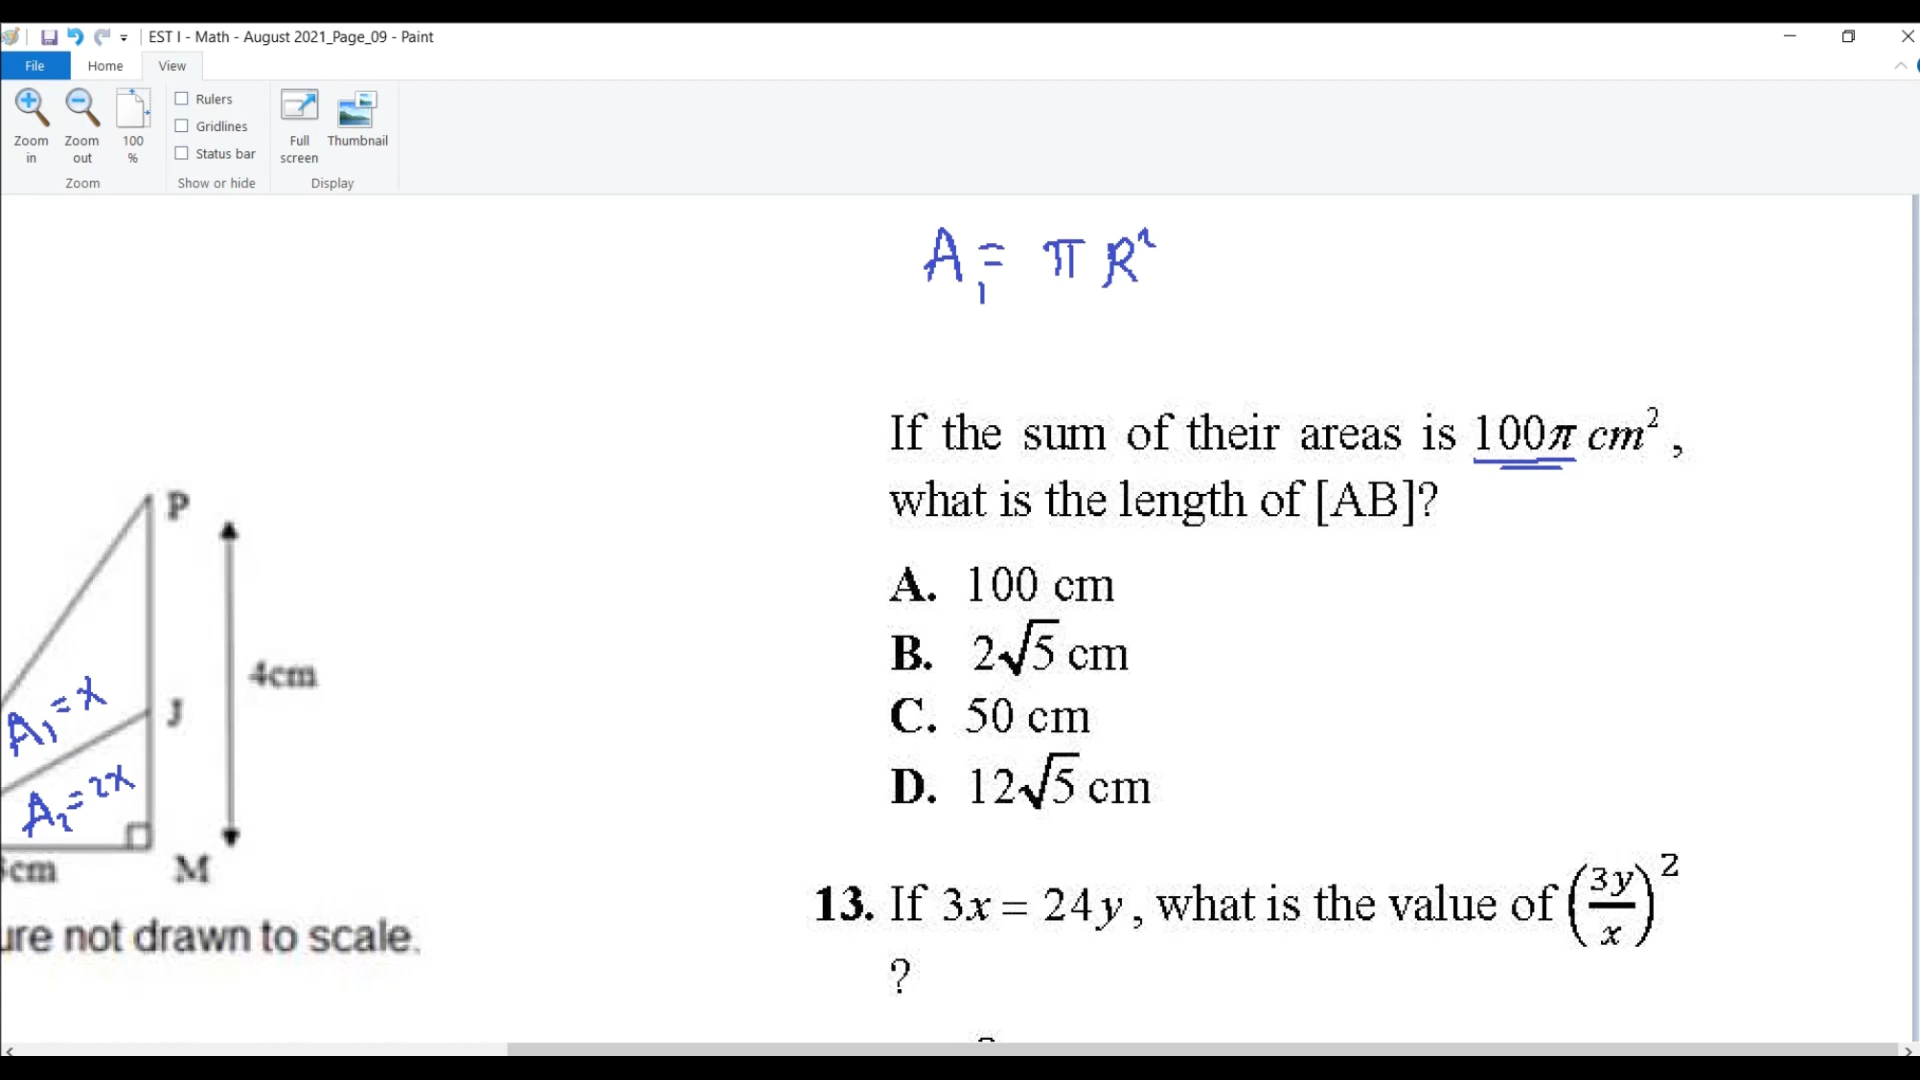 EST I - Math - August 2021_Page_09 - Paint
File Home View
Zoom in
Zoom out
100 %
Rulers
Gridlines
Status bar
Full screen
Thumbnail
Zoom
Show or hide
Display
A₁ = π R²
If the sum of their areas is 100π cm² ,
what is the length of [AB]?
A. 100 cm
B. 2√5 cm
C. 50 cm
D. 12√5 cm
13. If 3x = 24y , what is the value of (3y/x)²
?
P
4cm
A₁ = x
J
A₂ = 2x
cm
M
ure not drawn to scale.